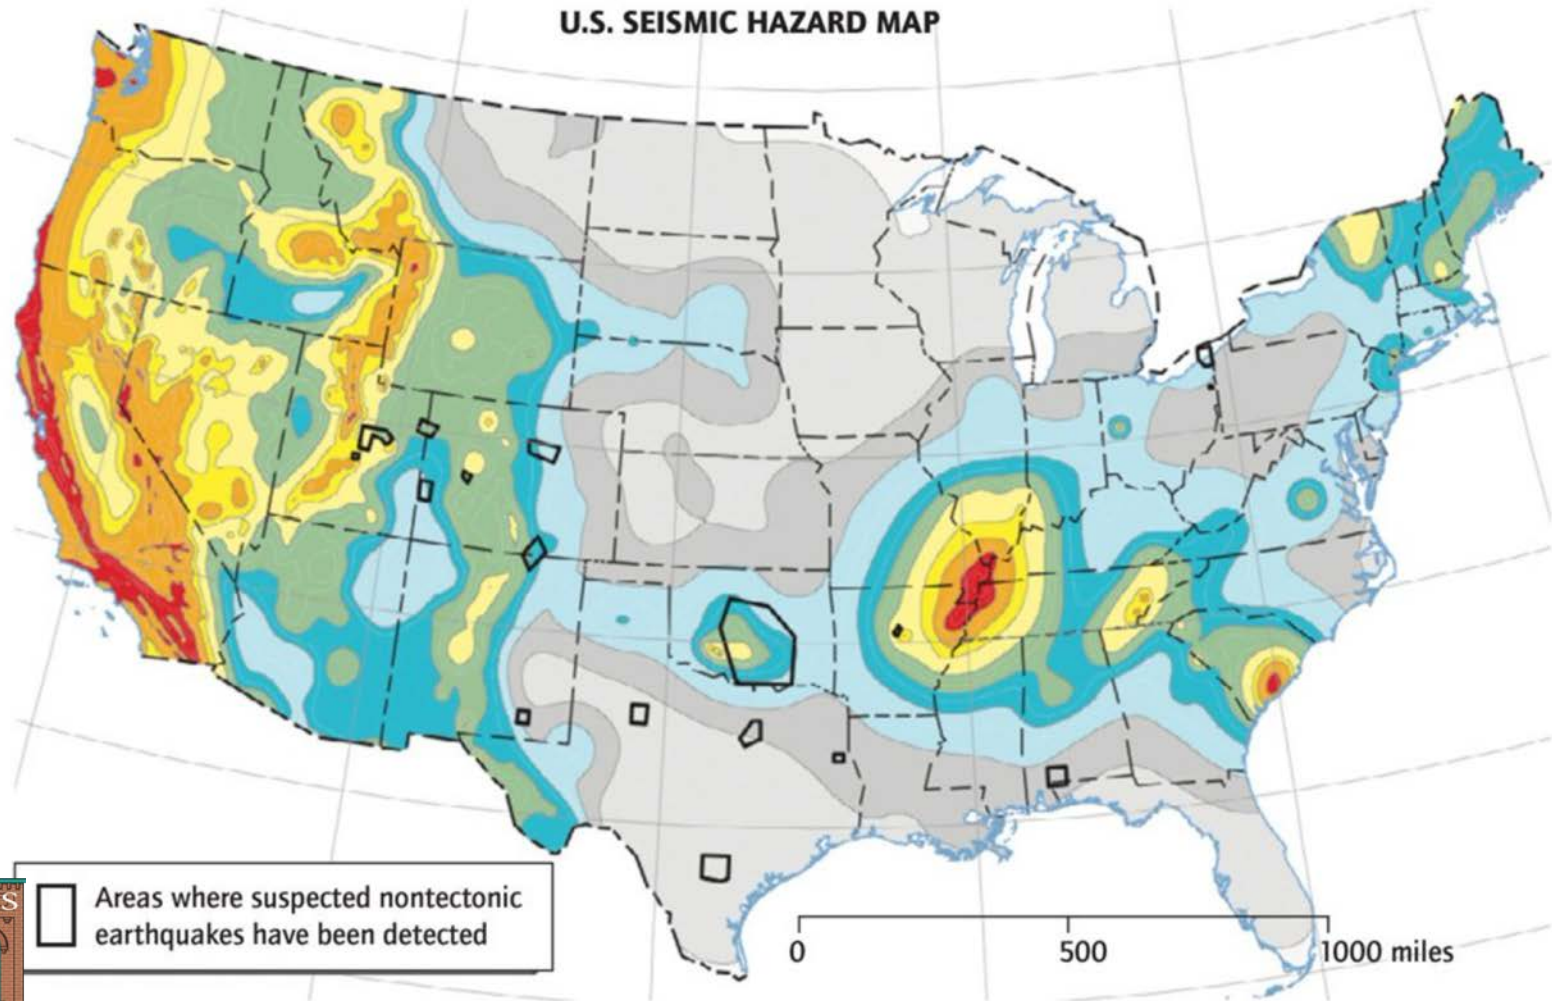 U.S. SEISMIC HAZARD MAP
Areas where suspected nontectonic
earthquakes have been detected
0 500 1000 miles
S